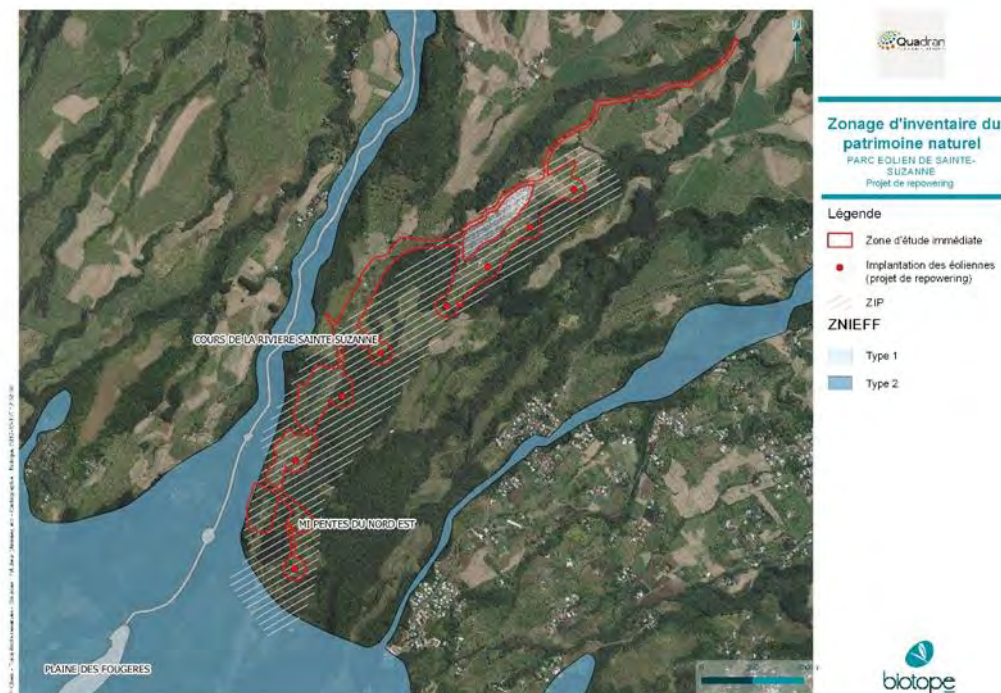 N
Quadran
Zonage d'inventaire du
patrimoine naturel
PARC EOLIEN DE SAINTE-
SUZANNE
Projet de repowering
Légende
Zone d'étude immédiate
Implantation des éoliennes
(projet de repowering)
ZIP
ZNIEFF
Type 1
Type 2
COURS DE LA RIVIERE SAINTE-SUZANNE
MI PENTES DU NORD EST
PLAINE DES FOUGERES
biotope